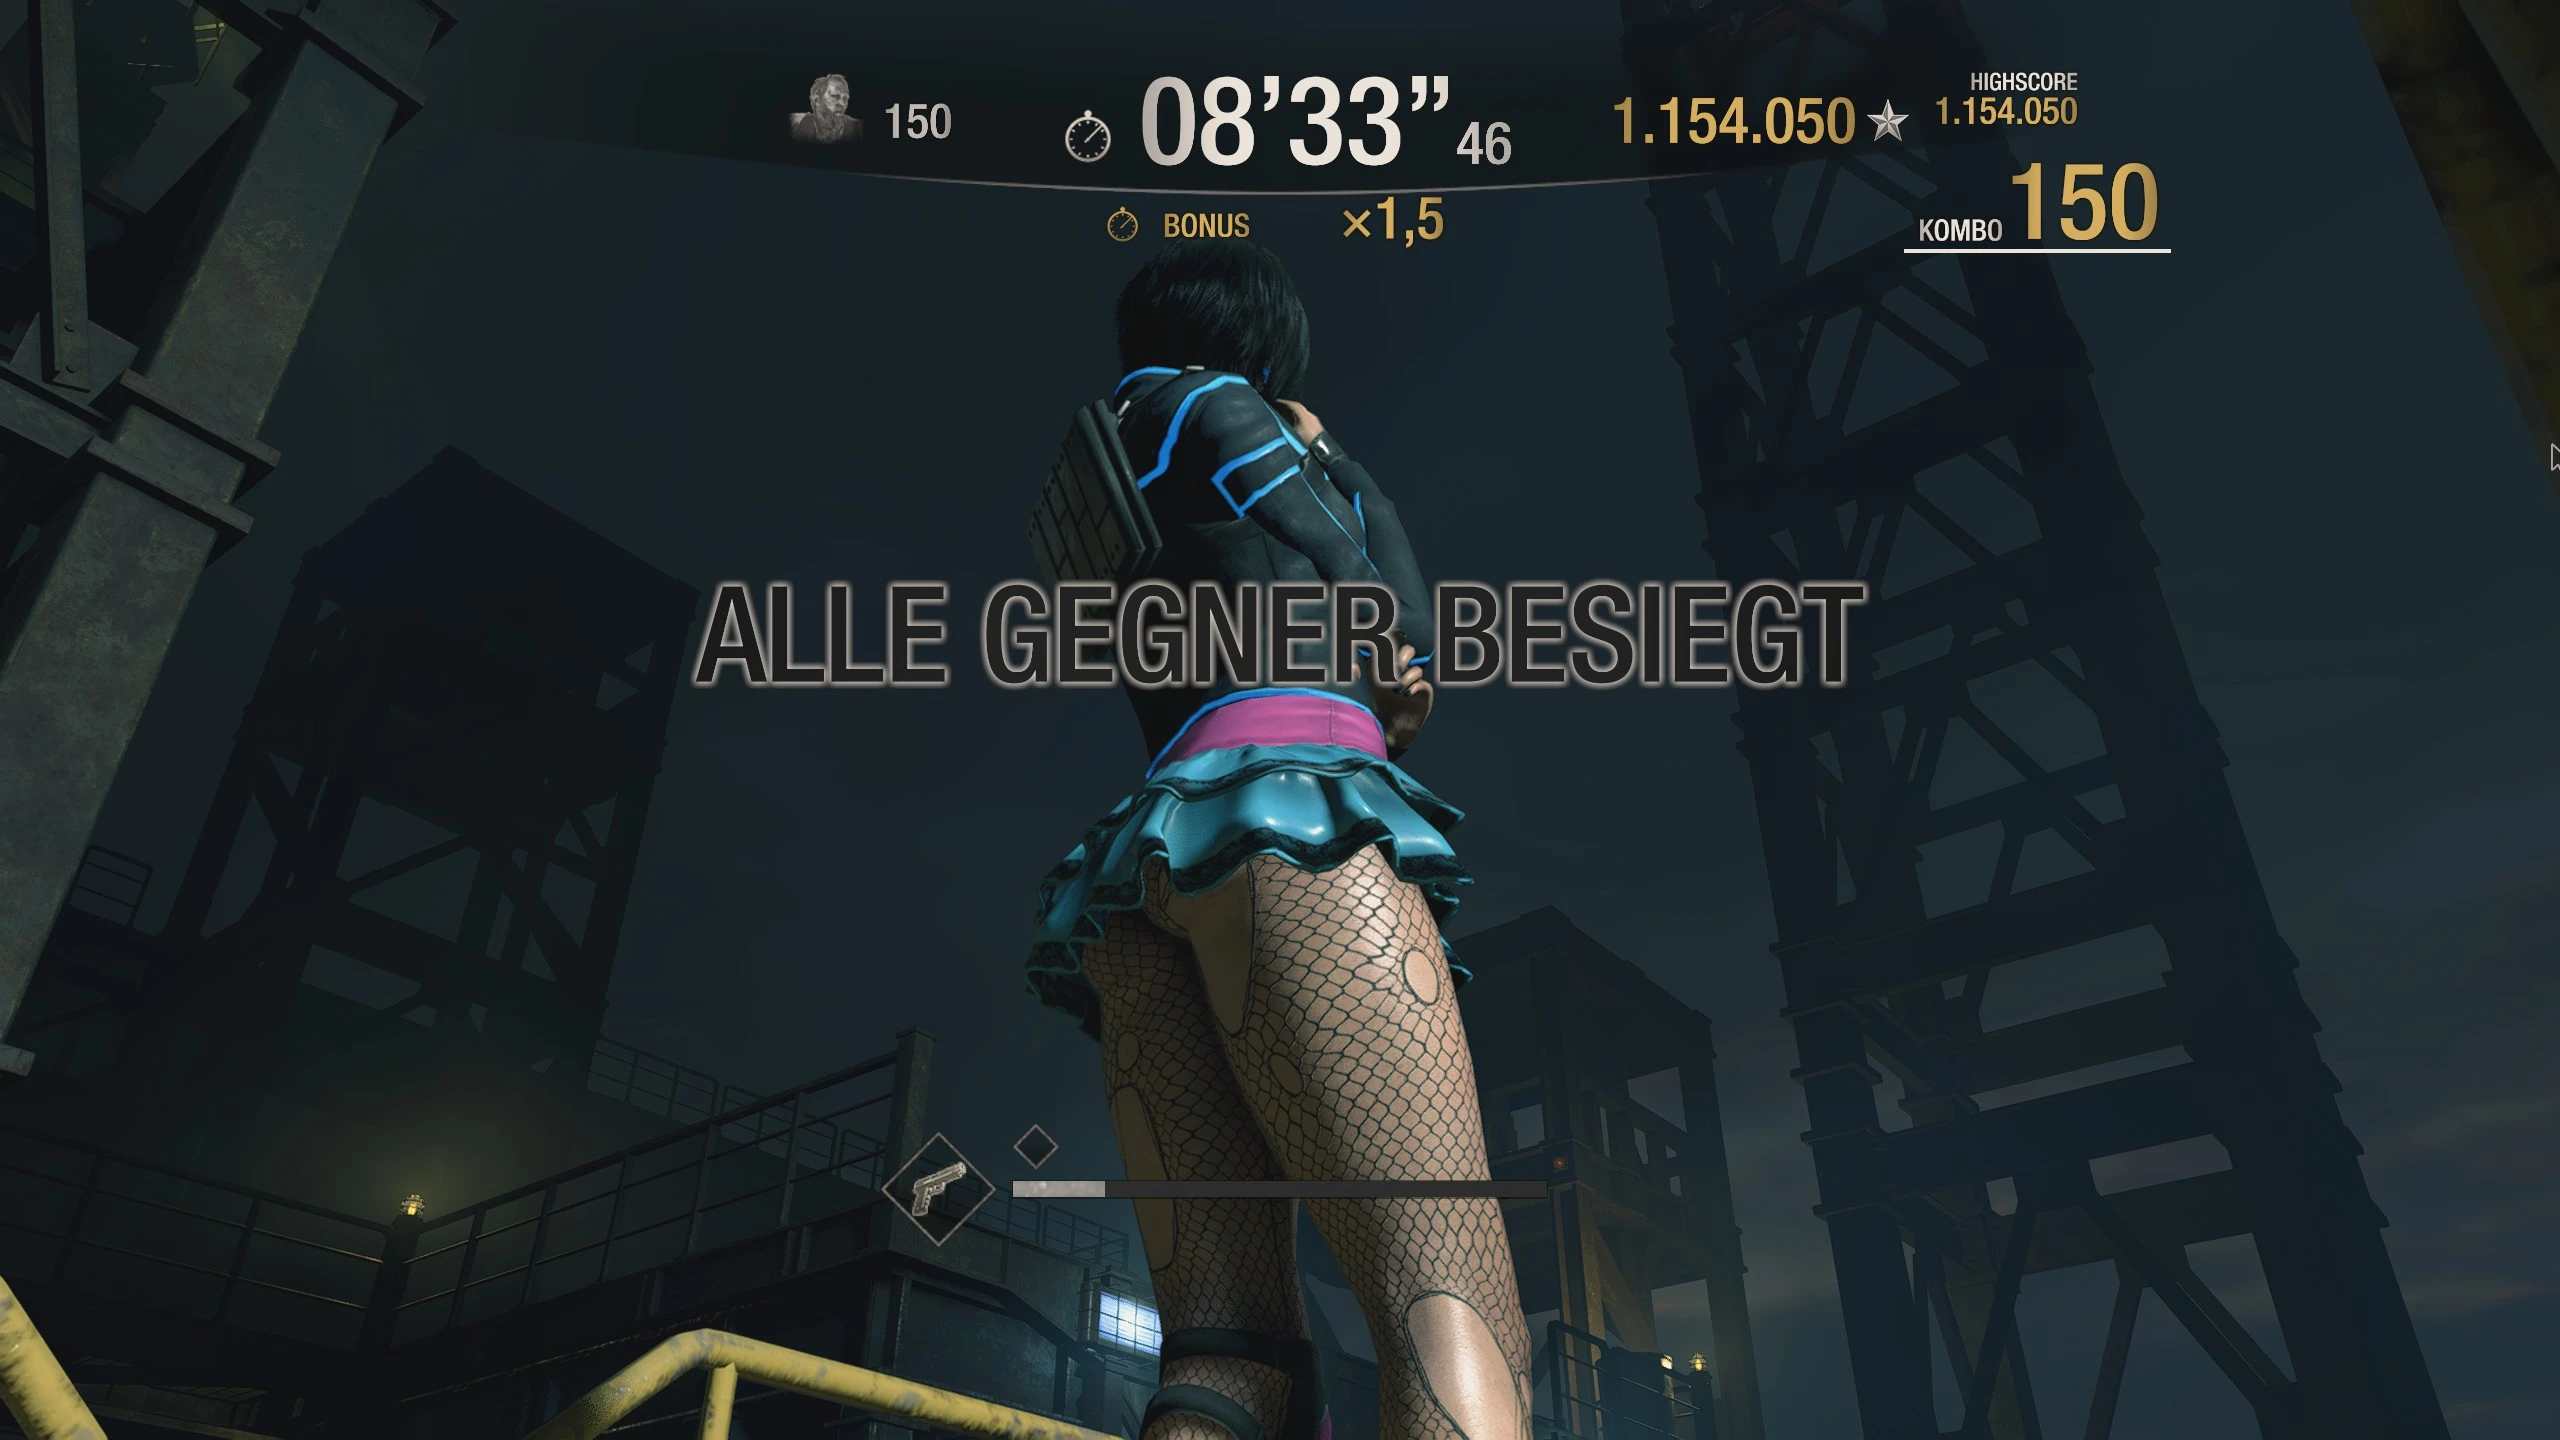 150
08’33”46
1.154.050
HIGHSCORE
1.154.050
BONUS ×1,5
KOMBO 150
ALLE GEGNER BESIEGT